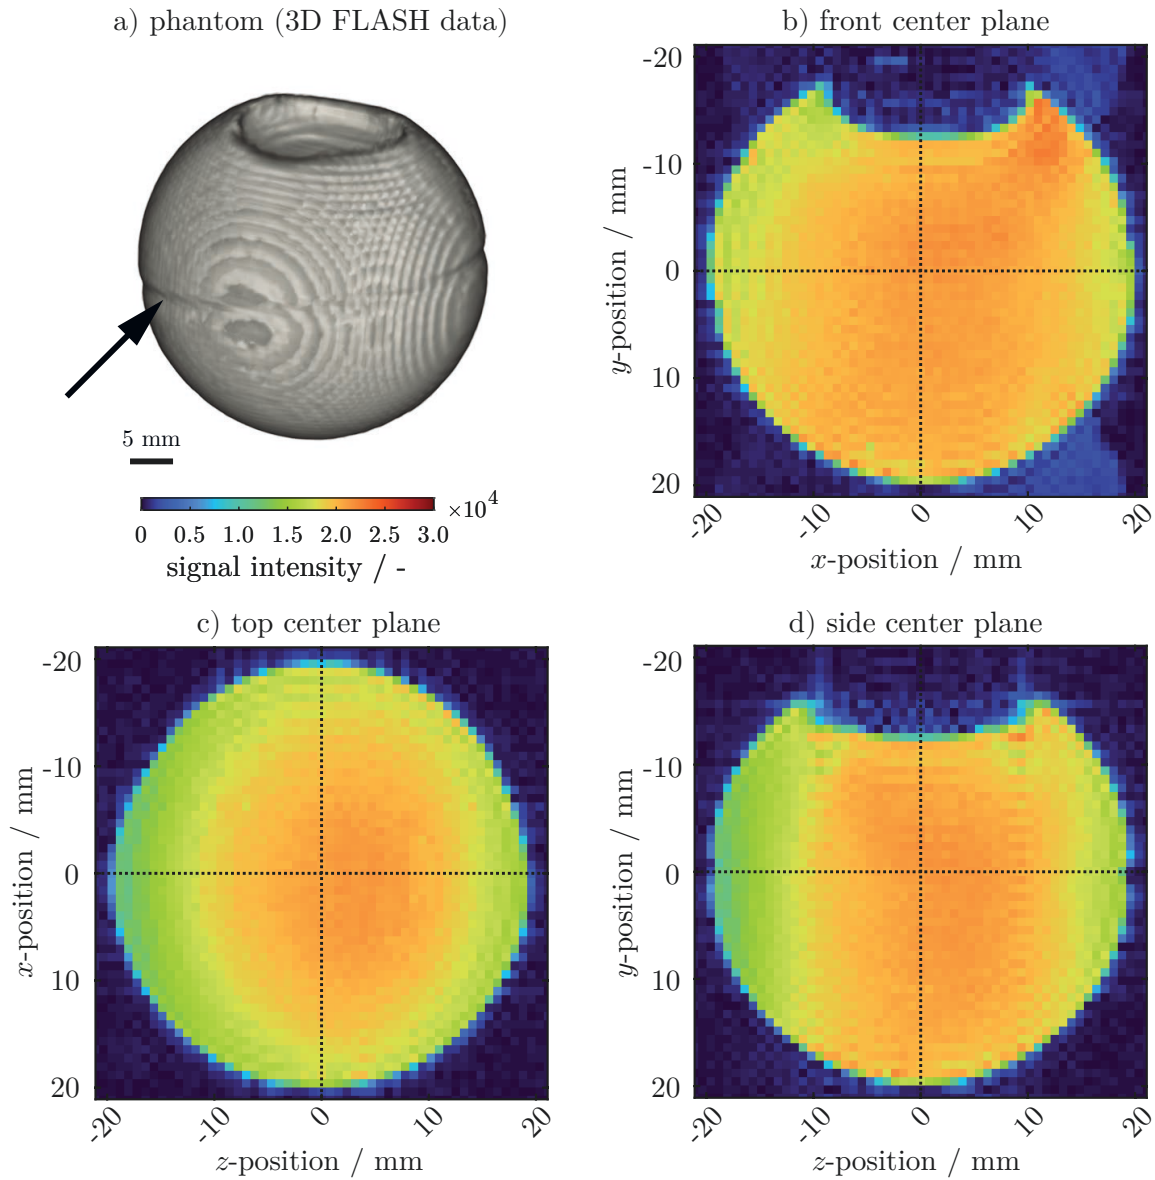 a) phantom (3D FLASH data)
5 mm
×10⁴
0 0.5 1.0 1.5 2.0 2.5 3.0
signal intensity / -
b) front center plane
-20
-10
0
10
20
y-position / mm
-20 -10 0 10 20
x-position / mm
c) top center plane
-20
-10
0
10
20
x-position / mm
-20 -10 0 10 20
z-position / mm
d) side center plane
-20
-10
0
10
20
y-position / mm
-20 -10 0 10 20
z-position / mm